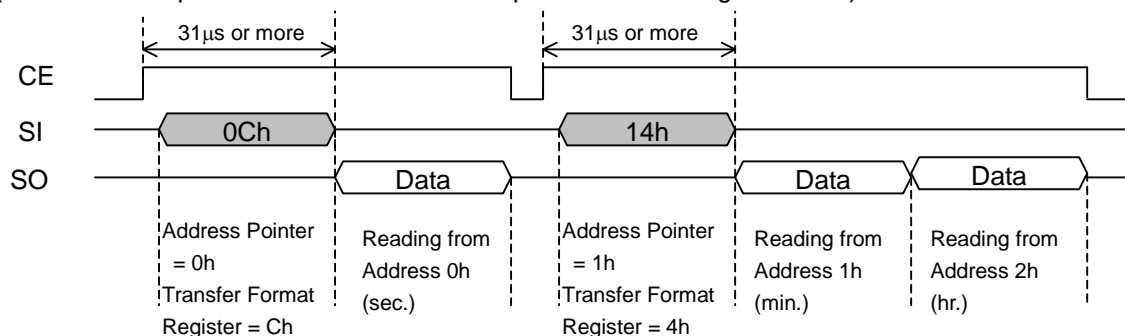 31μs or more 31μs or more
CE
SI 0Ch 14h
SO Data Data Data
Address Pointer Reading from Address Pointer Reading from Reading from
= 0h Address 0h = 1h Address 1h Address 2h
Transfer Format (sec.) Transfer Format (min.) (hr.)
Register = Ch Register = 4h